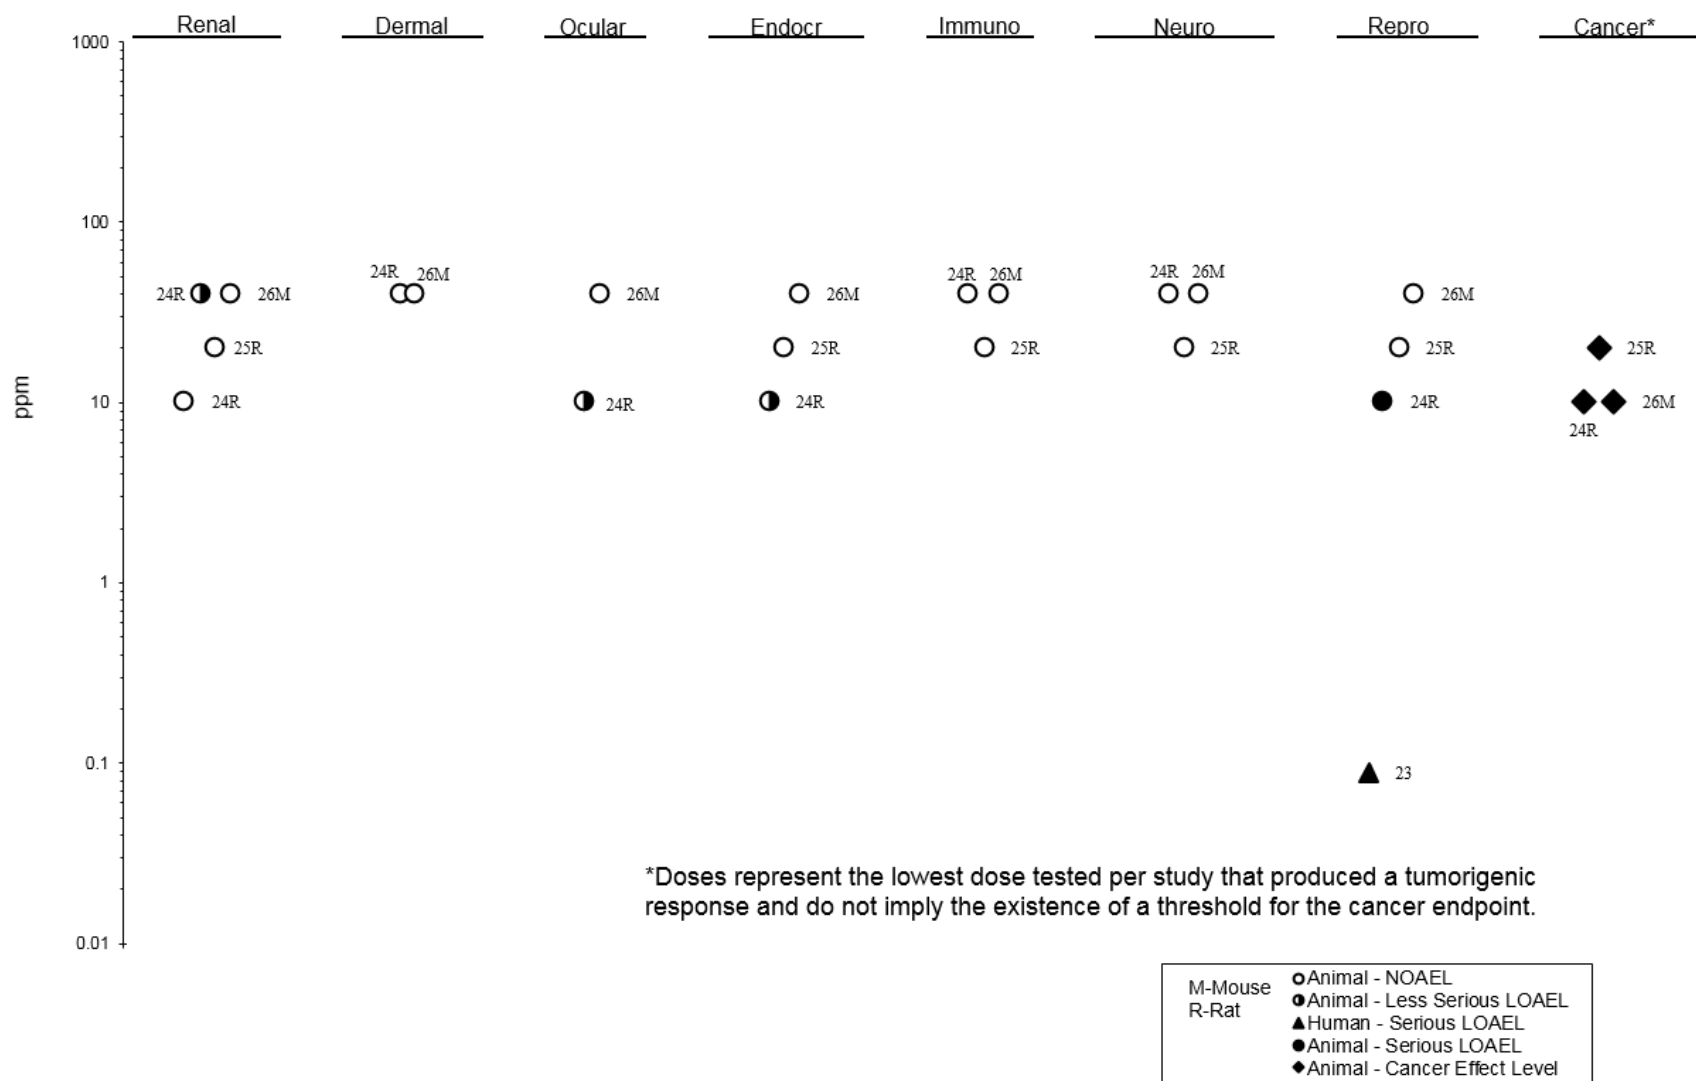 Renal Dermal Ocular Endocr Immuno Neuro Repro Cancer*
1000
100
24R 26M 24R 26M 24R 26M
24R 26M 26M 26M 26M
25R 25R 25R 25R 25R 25R
ppm
10
24R 24R 24R 24R 26M
24R
1
0.1
23
*Doses represent the lowest dose tested per study that produced a tumorigenic
response and do not imply the existence of a threshold for the cancer endpoint.
0.01
M-Mouse
R-Rat
Animal - NOAEL
Animal - Less Serious LOAEL
Human - Serious LOAEL
Animal - Serious LOAEL
Animal - Cancer Effect Level